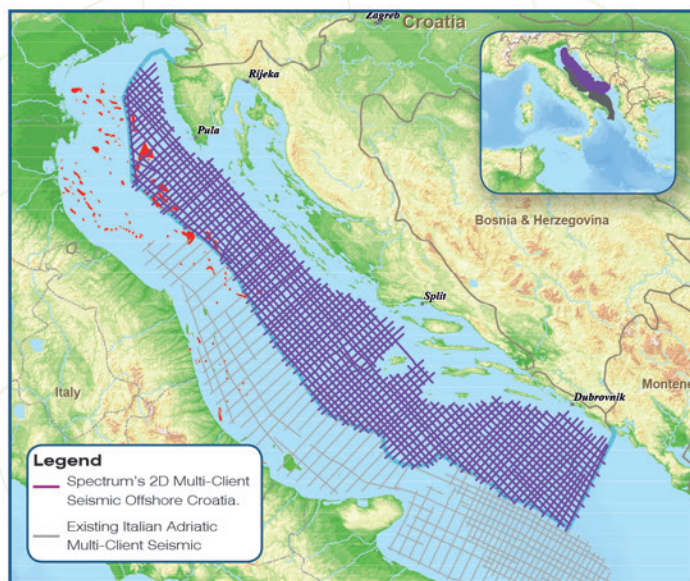 Zagreb
Croatia
Rijeka
Pula
Bosnia & Herzegovina
Split
Italy
Dubrovnik
Montene
Legend
Spectrum's 2D Multi-Client
Seismic Offshore Croatia.
Existing Italian Adriatic
Multi-Client Seismic